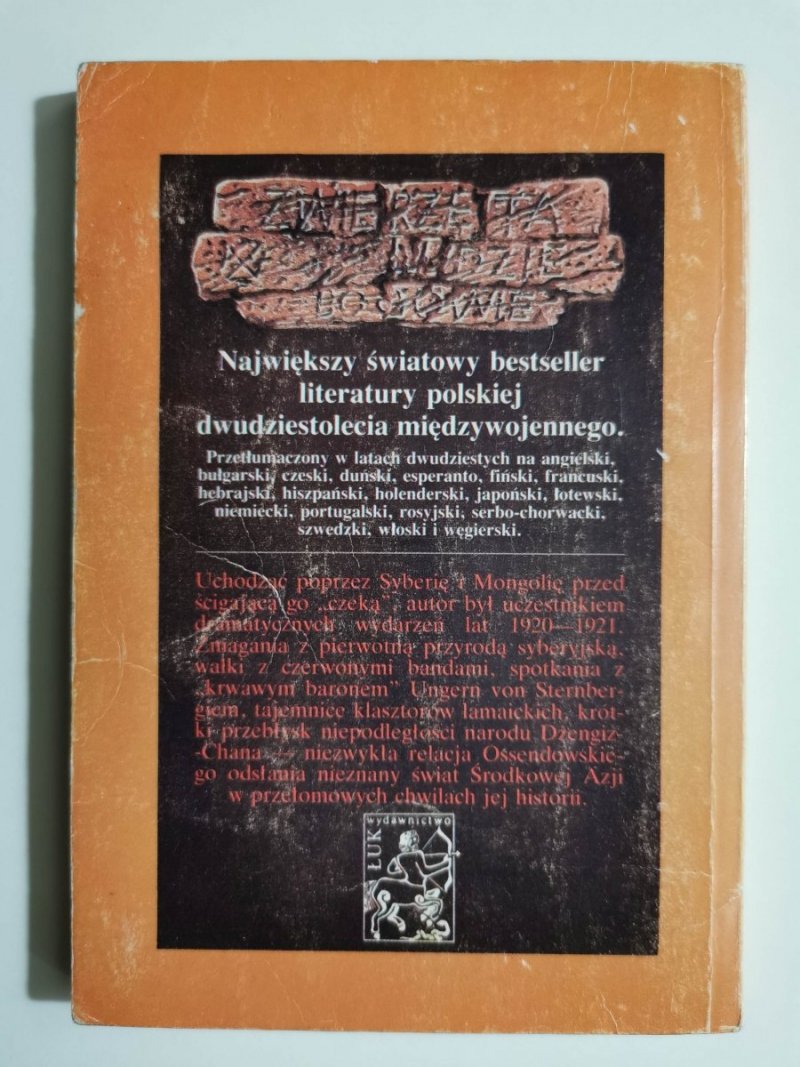 ZWIERZĘTA
LUDZIE
BOGOWIE
Największy światowy bestseller
literatury polskiej
dwudziestolecia międzywojennego.
Przetłumaczony w latach dwudziestych na angielski,
bułgarski, czeski, duński, esperanto, fiński, francuski,
hebrajski, hiszpański, holenderski, japoński, łotewski,
niemiecki, portugalski, rosyjski, serbo-chorwacki,
szwedzki, włoski i węgierski.
Uchodząc poprzez Syberię i Mongolię przed
ścigającą go „czeką”, autor był uczestnikiem
dramatycznych wydarzeń lat 1920—1921.
Zmagania z pierwotną przyrodą syberyjską,
walki z czerwonymi bandami, spotkania z
"krwawym baronem” Ungern von Sternber-
giem, tajemnice klasztorów lamaickich, krót-
ki przebłysk niepodległości narodu Dżengiz-
-Chana — niezwykła relacja Ossendowskie-
go odsłania nieznany świat Środkowej Azji
w przełomowych chwilach jej historii.
wydawnictwo
ŁUK